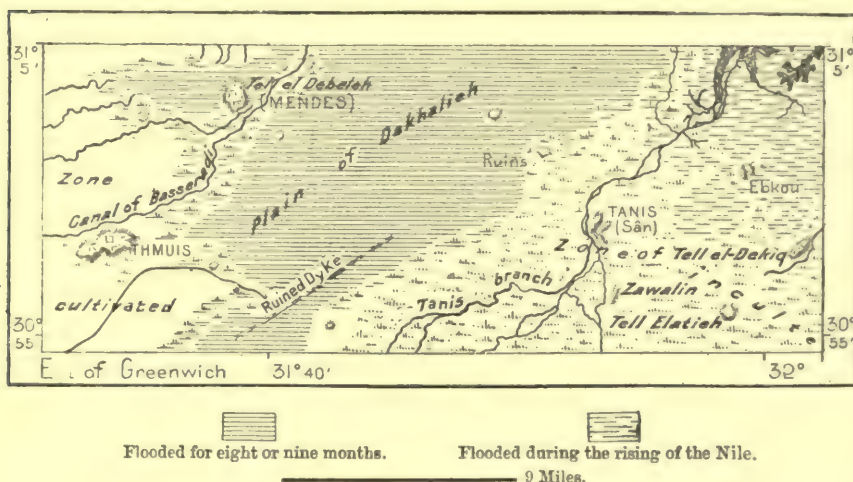 31°
5'
31°
5'
Tell el Debeleh
(MENDES)
Plain of Dakhalieh
Ruins
Zone
Canal of Basseradi
Ebkou
TANIS
(Sân)
THMUIS
Zone of Tell el-Dekiq
Ruined Dyke
branch
Zawalin
cultivated
Tanis
Inculte
Tell Elatieh
30°
55'
30°
55'
E. of Greenwich 31°40' 32°
Flooded for eight or nine months.
Flooded during the rising of the Nile.
9 Miles.